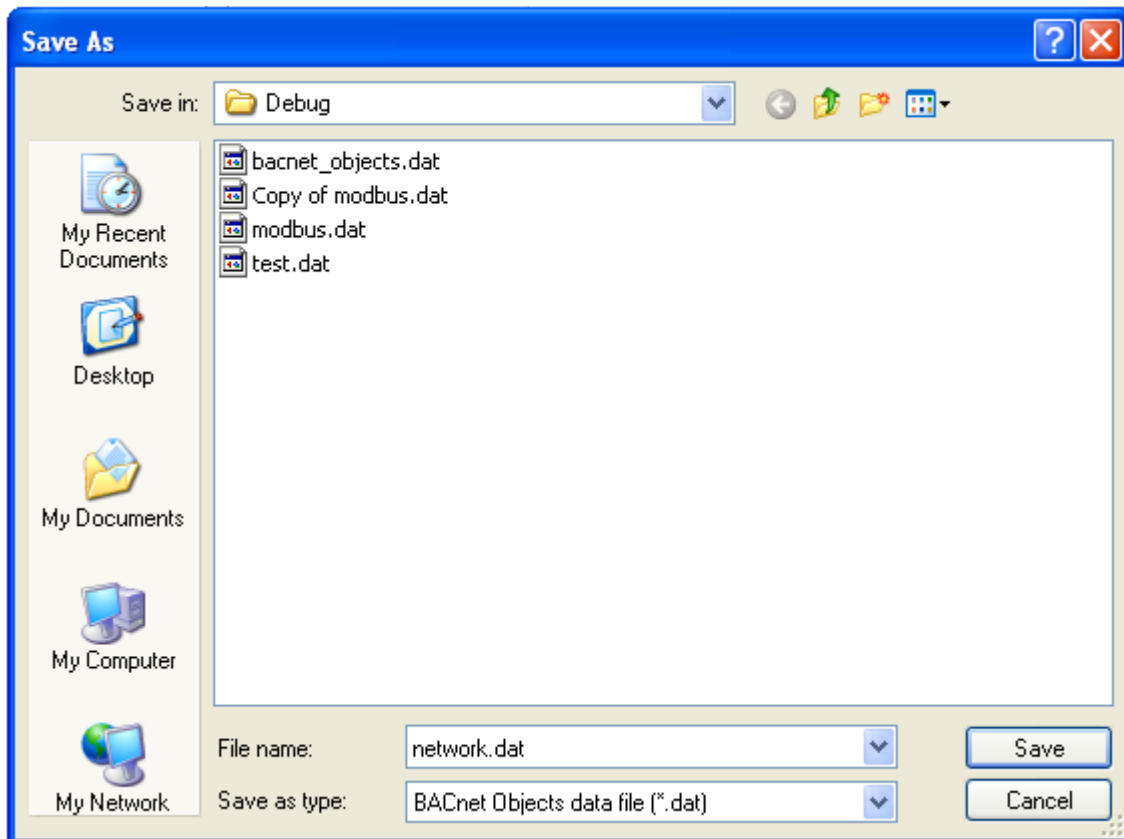 Save As
Save in:
Debug
bacnet_objects.dat
Copy of modbus.dat
modbus.dat
test.dat
My Recent
Documents
Desktop
My Documents
My Computer
My Network
File name:
network.dat
Save
Save as type:
BACnet Objects data file (*.dat)
Cancel